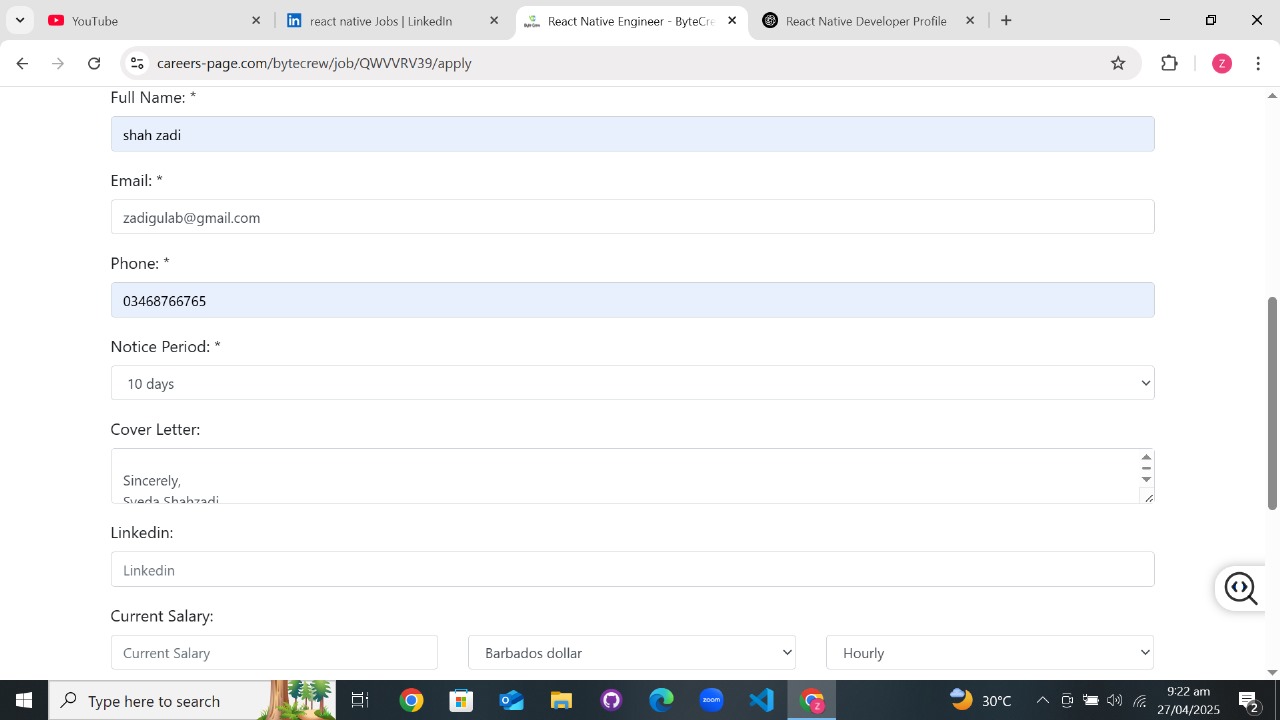 YouTube
react native Jobs | LinkedIn
React Native Engineer - ByteCre
React Native Developer Profile
careers-page.com/bytecrew/job/QWVVRV39/apply
Z
Full Name: *
shah zadi
Email: *
zadigulab@gmail.com
Phone: *
03468766765
Notice Period: *
10 days
Cover Letter:
Sincerely,
Syeda Shahzadi
Linkedin:
Linkedin
Current Salary:
Current Salary
Barbados dollar
Hourly
Type here to search
zoom
Z
30°C
9:22 am
27/04/2025
2